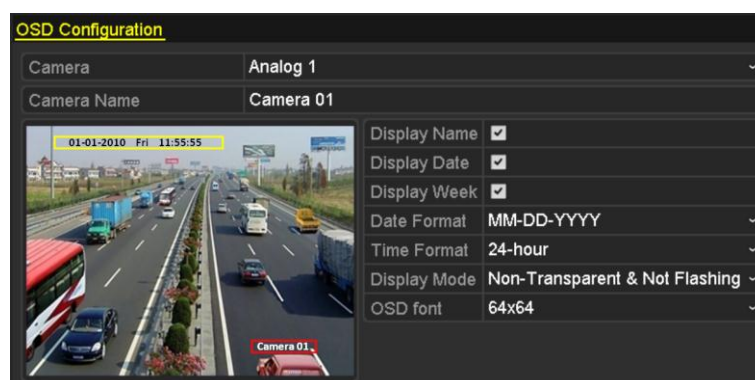 OSD Configuration
Camera Analog 1
Camera Name Camera 01
01-01-2010 Fri 11:55:55
Camera 01
Display Name
Display Date
Display Week
Date Format MM-DD-YYYY
Time Format 24-hour
Display Mode Non-Transparent & Not Flashing
OSD font 64x64